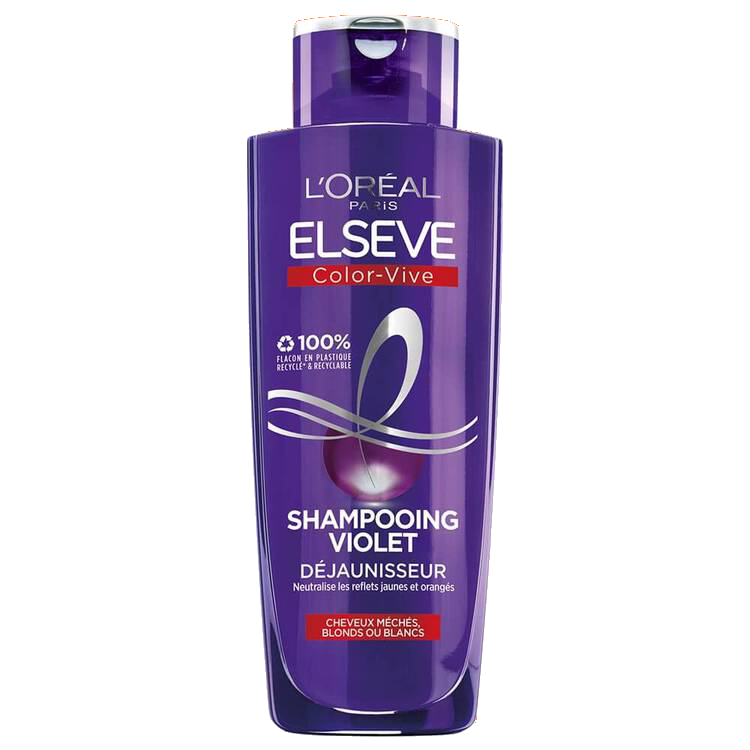 L'ORÉAL
PARIS
ELSEVE
Color-Vive
100%
FLACON EN PLASTIQUE
RECYCLÉ* & RECYCLABLE
SHAMPOOING
VIOLET
DÉJAUNISSEUR
Neutralise les reflets jaunes et orangés
CHEVEUX MÉCHÉS,
BLONDS OU BLANCS